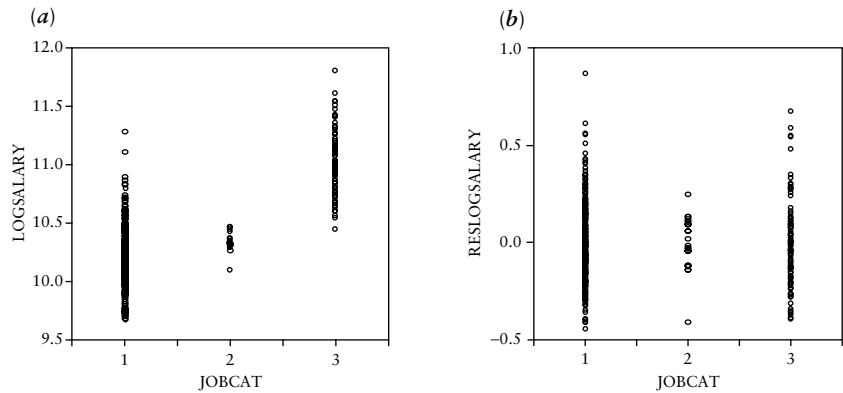 (a)
12.0
11.5
11.0
10.5
10.0
9.5
LOGSALARY
1 2 3
JOBCAT
(b)
1.0
0.5
0.0
−0.5
RESLOGSALARY
1 2 3
JOBCAT